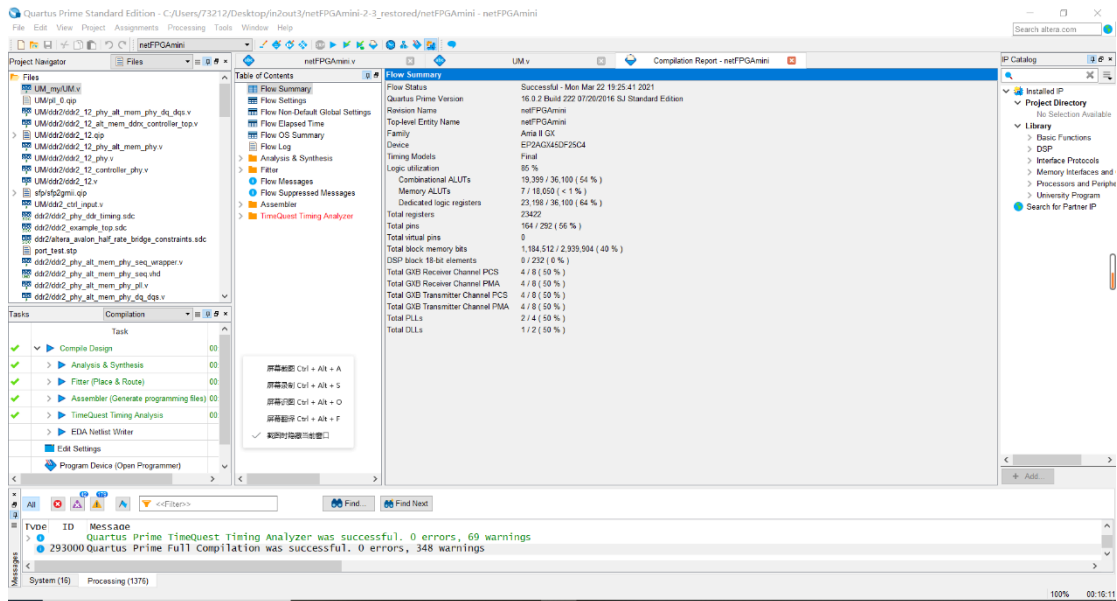 Quartus Prime Standard Edition - C:/Users/73212/Desktop/in2out3/netFPGAmini-2-3_restored/netFPGAmini - netFPGAmini
File Edit View Project Assignments Processing Tools Window Help
Search altera.com
netFPGAmini
Project Navigator Files
Files
UM_my/UM.v
UM/pll_0.qip
UM/ddr2/ddr2_12_phy_alt_mem_phy_dq_dqs.v
UM/ddr2/ddr2_12_alt_mem_ddrx_controller_top.v
UM/ddr2/ddr2_12.qip
UM/ddr2/ddr2_12_phy_alt_mem_phy.v
UM/ddr2/ddr2_12_phy.v
UM/ddr2/ddr2_12_controller_phy.v
UM/ddr2/ddr2_12.v
sfp/sfp2gmii.qip
UM/ddr2_ctrl_input.v
ddr2/ddr2_phy_ddr_timing.sdc
ddr2/ddr2_example_top.sdc
ddr2/altera_avalon_half_rate_bridge_constraints.sdc
port_test.stp
ddr2/ddr2_phy_alt_mem_phy_seq_wrapper.v
ddr2/ddr2_phy_alt_mem_phy_seq.vhd
ddr2/ddr2_phy_alt_mem_phy_pll.v
ddr2/ddr2_phy_alt_mem_phy_dq_dqs.v
Tasks Compilation
Task
Compile Design 00:
Analysis & Synthesis 00:
Fitter (Place & Route) 00:
Assembler (Generate programming files) 00:
TimeQuest Timing Analysis 00:
EDA Netlist Writer
Edit Settings
Program Device (Open Programmer)
netFPGAmini.v UM.v Compilation Report - netFPGAmini
Table of Contents
Flow Summary
Flow Settings
Flow Non-Default Global Settings
Flow Elapsed Time
Flow OS Summary
Flow Log
Analysis & Synthesis
Fitter
Flow Messages
Flow Suppressed Messages
Assembler
TimeQuest Timing Analyzer
屏幕截图 Ctrl + Alt + A
屏幕录制 Ctrl + Alt + S
屏幕识图 Ctrl + Alt + O
屏幕翻译 Ctrl + Alt + F
截图时隐藏当前窗口
Flow Summary
Flow Status Successful - Mon Mar 22 19:25:41 2021
Quartus Prime Version 16.0.2 Build 222 07/20/2016 SJ Standard Edition
Revision Name netFPGAmini
Top-level Entity Name netFPGAmini
Family Arria II GX
Device EP2AGX45DF25C4
Timing Models Final
Logic utilization 85 %
Combinational ALUTs 19,399 / 36,100 ( 54 % )
Memory ALUTs 7 / 18,050 ( < 1 % )
Dedicated logic registers 23,198 / 36,100 ( 64 % )
Total registers 23422
Total pins 164 / 292 ( 56 % )
Total virtual pins 0
Total block memory bits 1,184,512 / 2,939,904 ( 40 % )
DSP block 18-bit elements 0 / 232 ( 0 % )
Total GXB Receiver Channel PCS 4 / 8 ( 50 % )
Total GXB Receiver Channel PMA 4 / 8 ( 50 % )
Total GXB Transmitter Channel PCS 4 / 8 ( 50 % )
Total GXB Transmitter Channel PMA 4 / 8 ( 50 % )
Total PLLs 2 / 4 ( 50 % )
Total DLLs 1 / 2 ( 50 % )
IP Catalog
Installed IP
Project Directory
No Selection Available
Library
Basic Functions
DSP
Interface Protocols
Memory Interfaces and
Processors and Periphe
University Program
Search for Partner IP
+ Add...
All <<Filter>> Find... Find Next
Type ID Message
Quartus Prime TimeQuest Timing Analyzer was successful. 0 errors, 69 warnings
293000 Quartus Prime Full Compilation was successful. 0 errors, 348 warnings
Messages
System (16) Processing (1376)
100% 00:16:11